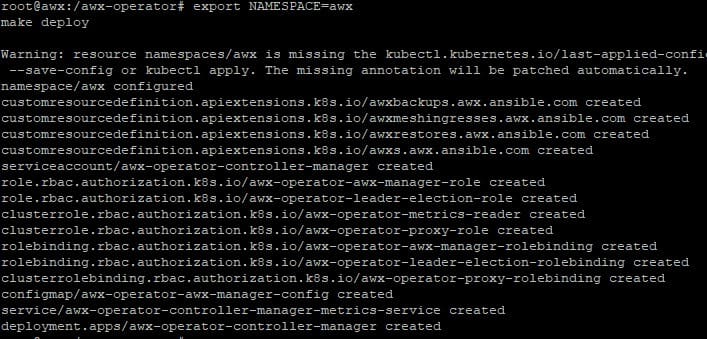 root@awx:/awx-operator# export NAMESPACE=awx
make deploy
Warning: resource namespaces/awx is missing the kubectl.kubernetes.io/last-applied-confi
--save-config or kubectl apply. The missing annotation will be patched automatically.
namespace/awx configured
customresourcedefinition.apiextensions.k8s.io/awxbackups.awx.ansible.com created
customresourcedefinition.apiextensions.k8s.io/awxmeshingresses.awx.ansible.com created
customresourcedefinition.apiextensions.k8s.io/awxrestores.awx.ansible.com created
customresourcedefinition.apiextensions.k8s.io/awxs.awx.ansible.com created
serviceaccount/awx-operator-controller-manager created
role.rbac.authorization.k8s.io/awx-operator-awx-manager-role created
role.rbac.authorization.k8s.io/awx-operator-leader-election-role created
clusterrole.rbac.authorization.k8s.io/awx-operator-metrics-reader created
clusterrole.rbac.authorization.k8s.io/awx-operator-proxy-role created
rolebinding.rbac.authorization.k8s.io/awx-operator-awx-manager-rolebinding created
rolebinding.rbac.authorization.k8s.io/awx-operator-leader-election-rolebinding created
clusterrolebinding.rbac.authorization.k8s.io/awx-operator-proxy-rolebinding created
configmap/awx-operator-awx-manager-config created
service/awx-operator-controller-manager-metrics-service created
deployment.apps/awx-operator-controller-manager created